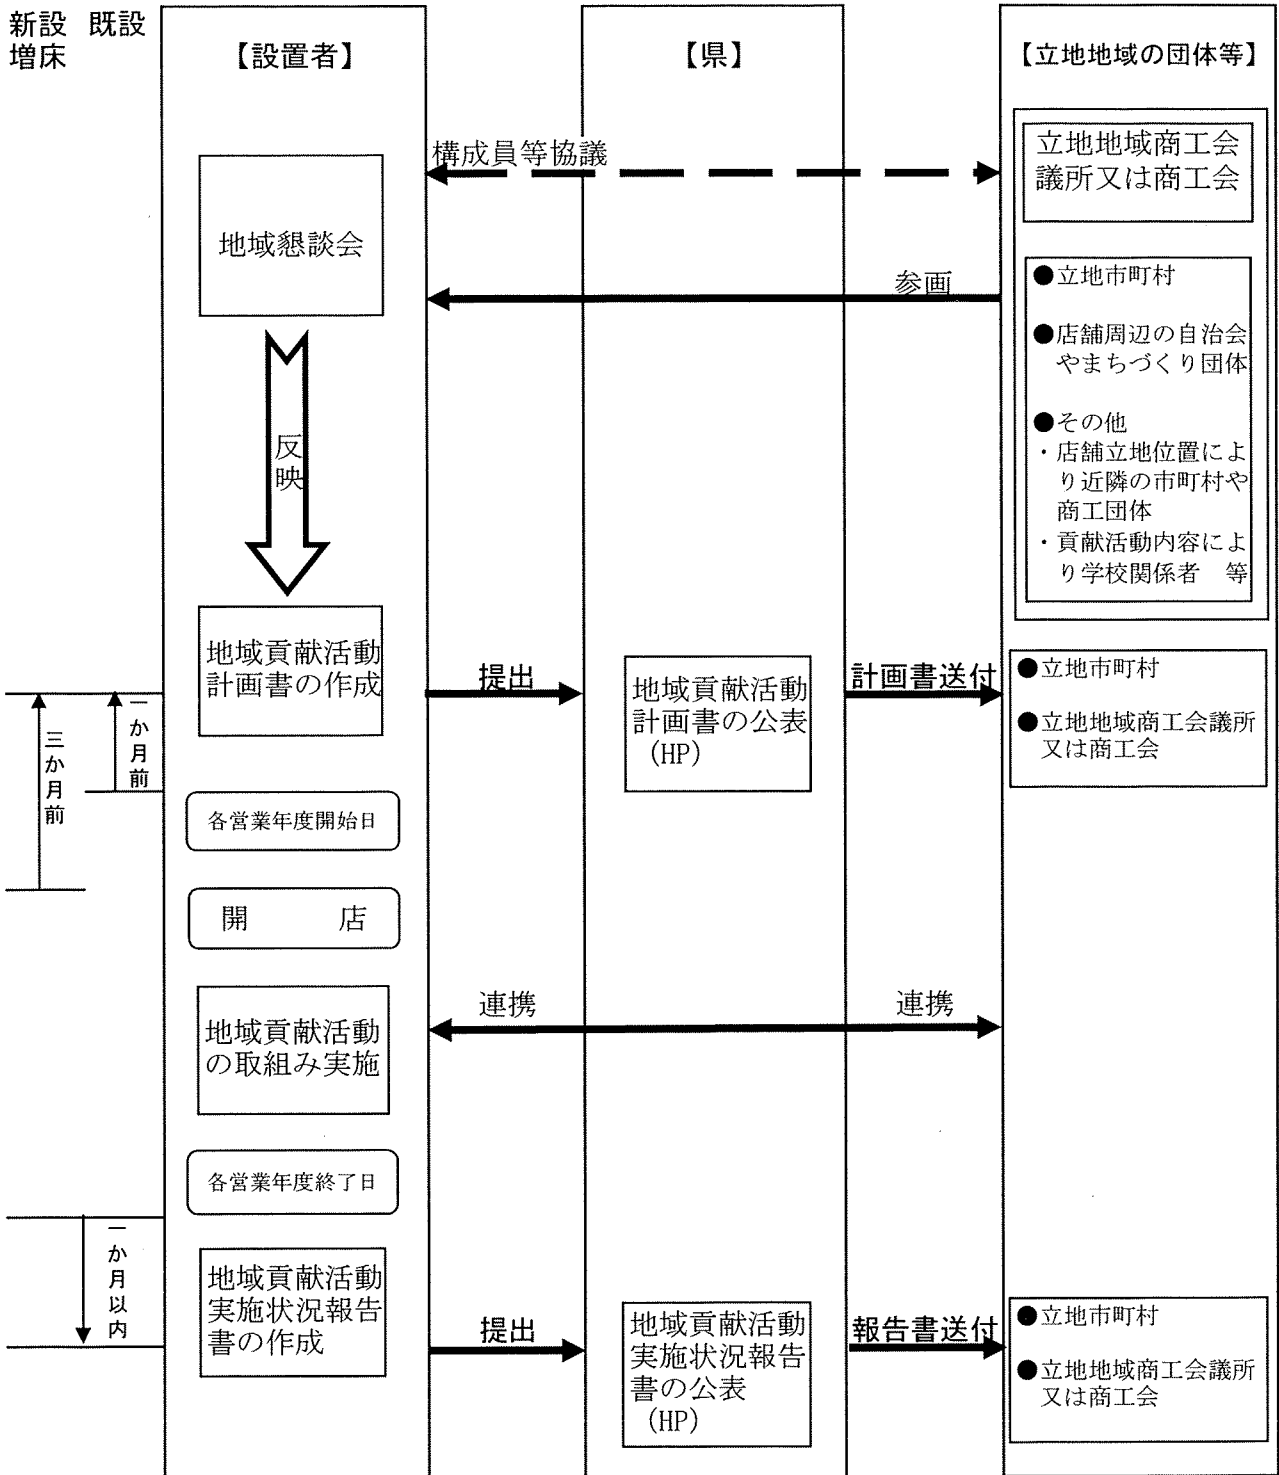 新設 既設
増床
【設置者】
【県】
【立地地域の団体等】
構成員等協議
立地地域商工会
議所又は商工会
地域懇談会
参画
●立地市町村
●店舗周辺の自治会
やまちづくり団体
●その他
・店舗立地位置によ
り近隣の市町村や
商工団体
・貢献活動内容によ
り学校関係者 等
反映
地域貢献活動
計画書の作成
提出
地域貢献活動
計画書の公表
(HP)
計画書送付
●立地市町村
●立地地域商工会議所
又は商工会
三か月前
一か月前
各営業年度開始日
開 店
地域貢献活動
の取組み実施
連携
連携
各営業年度終了日
一か月以内
地域貢献活動
実施状況報告
書の作成
提出
地域貢献活動
実施状況報告
書の公表
(HP)
報告書送付
●立地市町村
●立地地域商工会議所
又は商工会